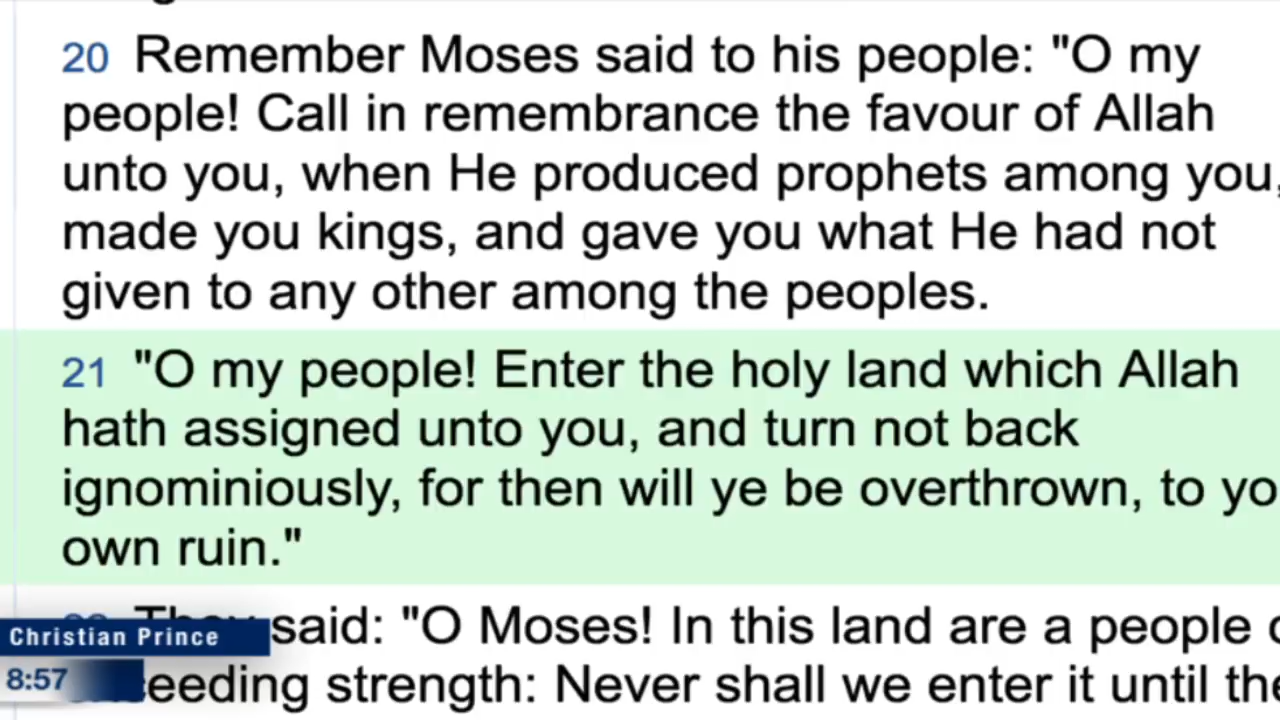 20 Remember Moses said to his people: "O my
people! Call in remembrance the favour of Allah
unto you, when He produced prophets among you,
made you kings, and gave you what He had not
given to any other among the peoples.
21 "O my people! Enter the holy land which Allah
hath assigned unto you, and turn not back
ignominiously, for then will ye be overthrown, to yo
own ruin."
said: "O Moses! In this land are a people
Christian Prince
eeding strength: Never shall we enter it until the
8:57